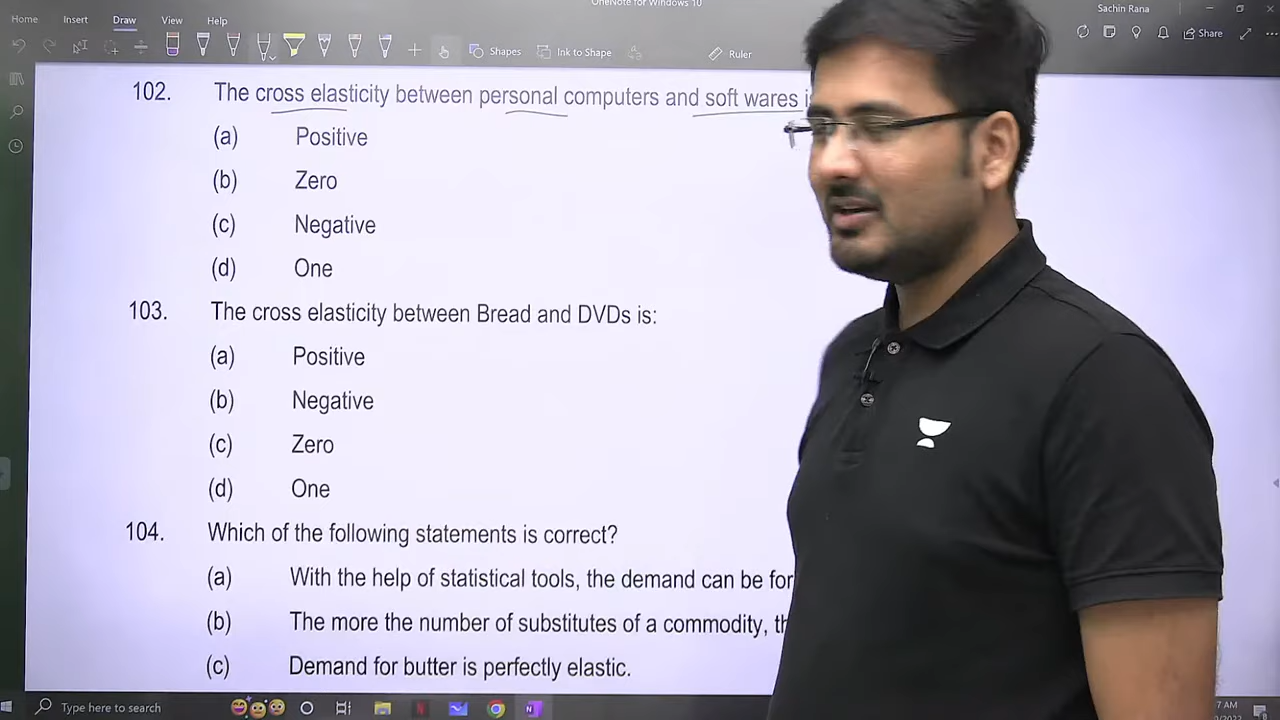 OneNote for Windows 10
Sachin Rana
Home Insert Draw View Help
Shapes Ink to Shape Ruler Share
102. The cross elasticity between personal computers and soft wares
(a) Positive
(b) Zero
(c) Negative
(d) One
103. The cross elasticity between Bread and DVDs is:
(a) Positive
(b) Negative
(c) Zero
(d) One
104. Which of the following statements is correct?
(a) With the help of statistical tools, the demand can be
(b) The more the number of substitutes of a commodity,
(c) Demand for butter is perfectly elastic.
Type here to search